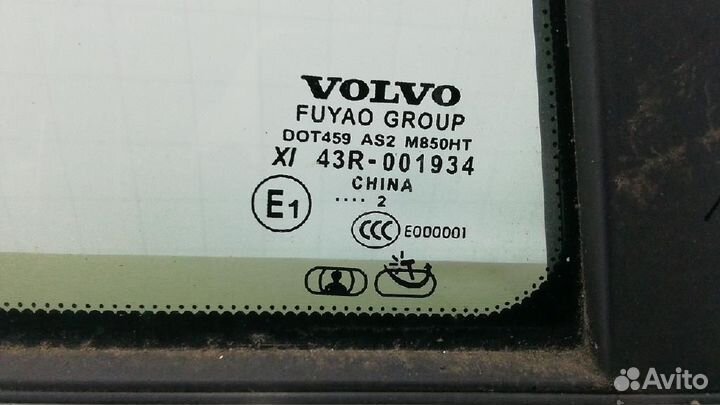 VOLVO
FUYAO GROUP
DOT459 AS2 M850HT
XI 43R-001934
CHINA
.... 2
E1
CCC E000001
Avito